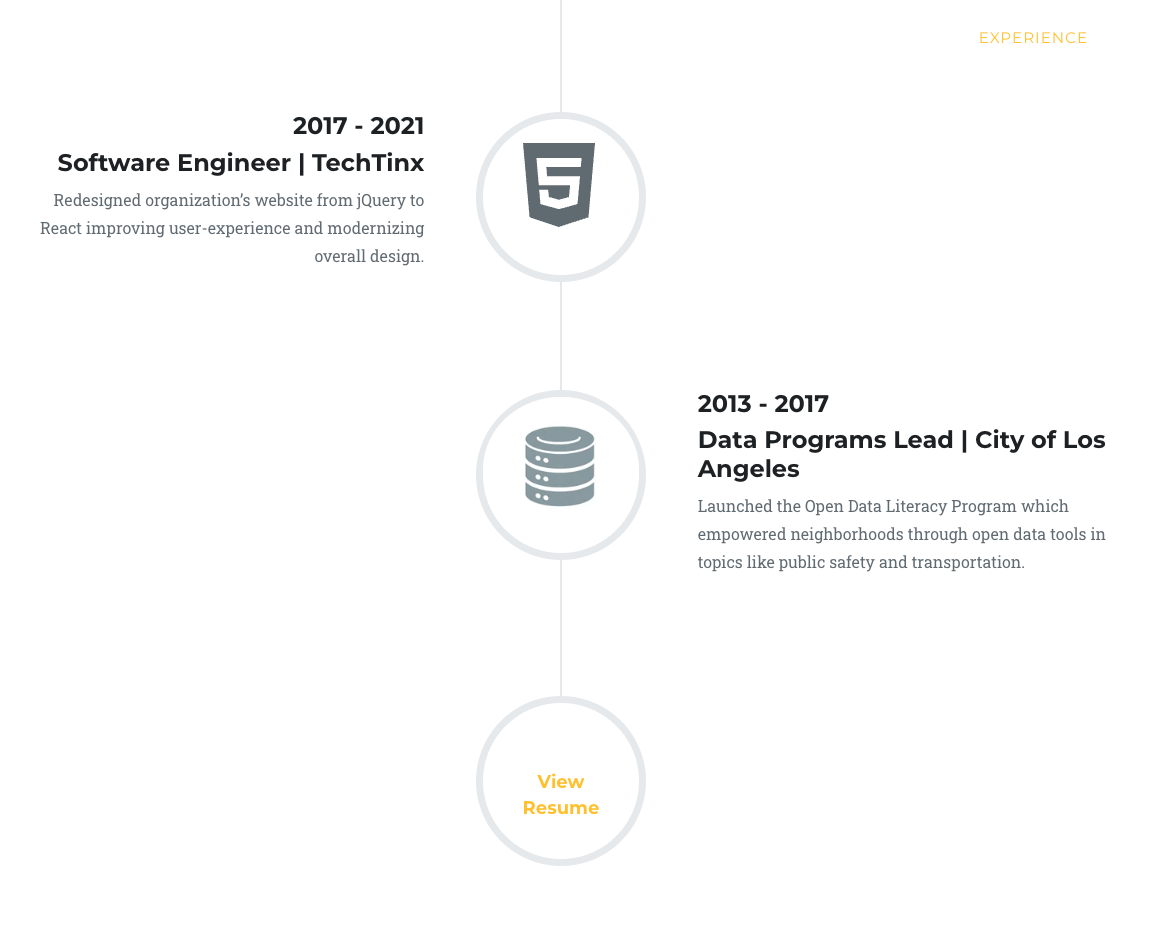 EXPERIENCE
2017 - 2021
Software Engineer | TechTinx
Redesigned organization’s website from jQuery to
React improving user-experience and modernizing
overall design.
2013 - 2017
Data Programs Lead | City of Los
Angeles
Launched the Open Data Literacy Program which
empowered neighborhoods through open data tools in
topics like public safety and transportation.
View
Resume